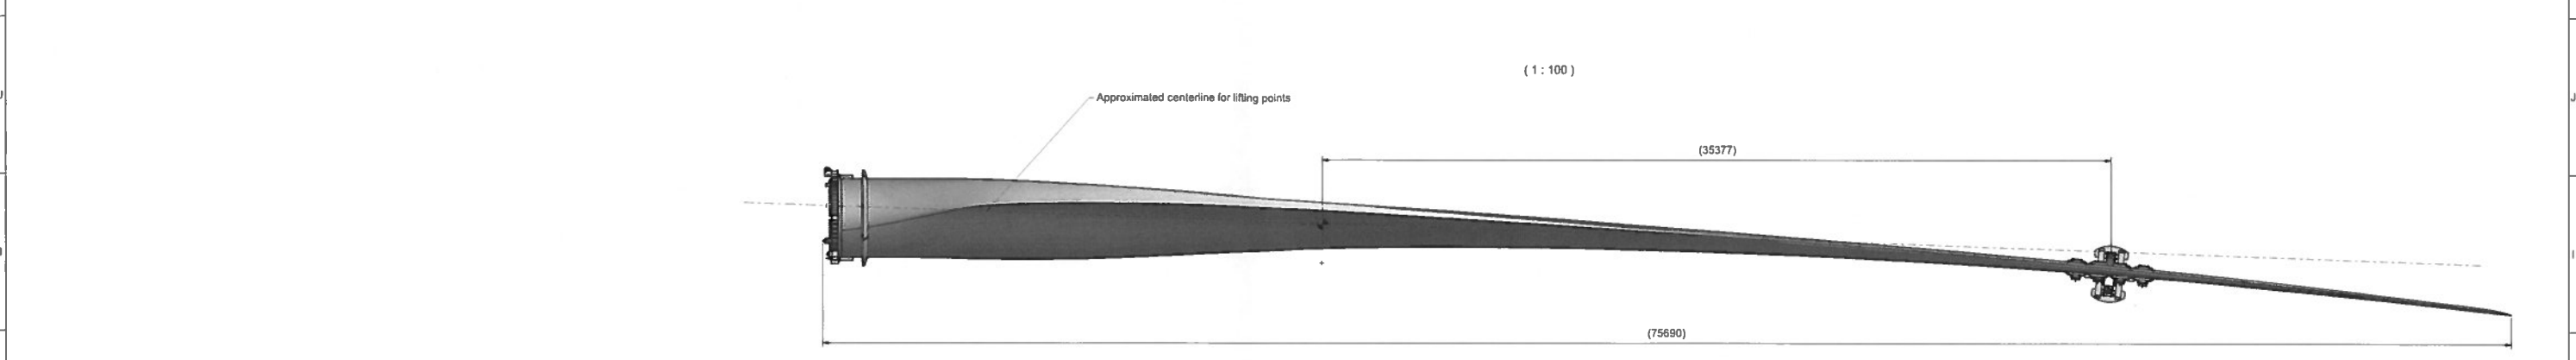 ( 1 : 100 )
Approximated centerline for lifting points
(35377)
(75690)
J
I